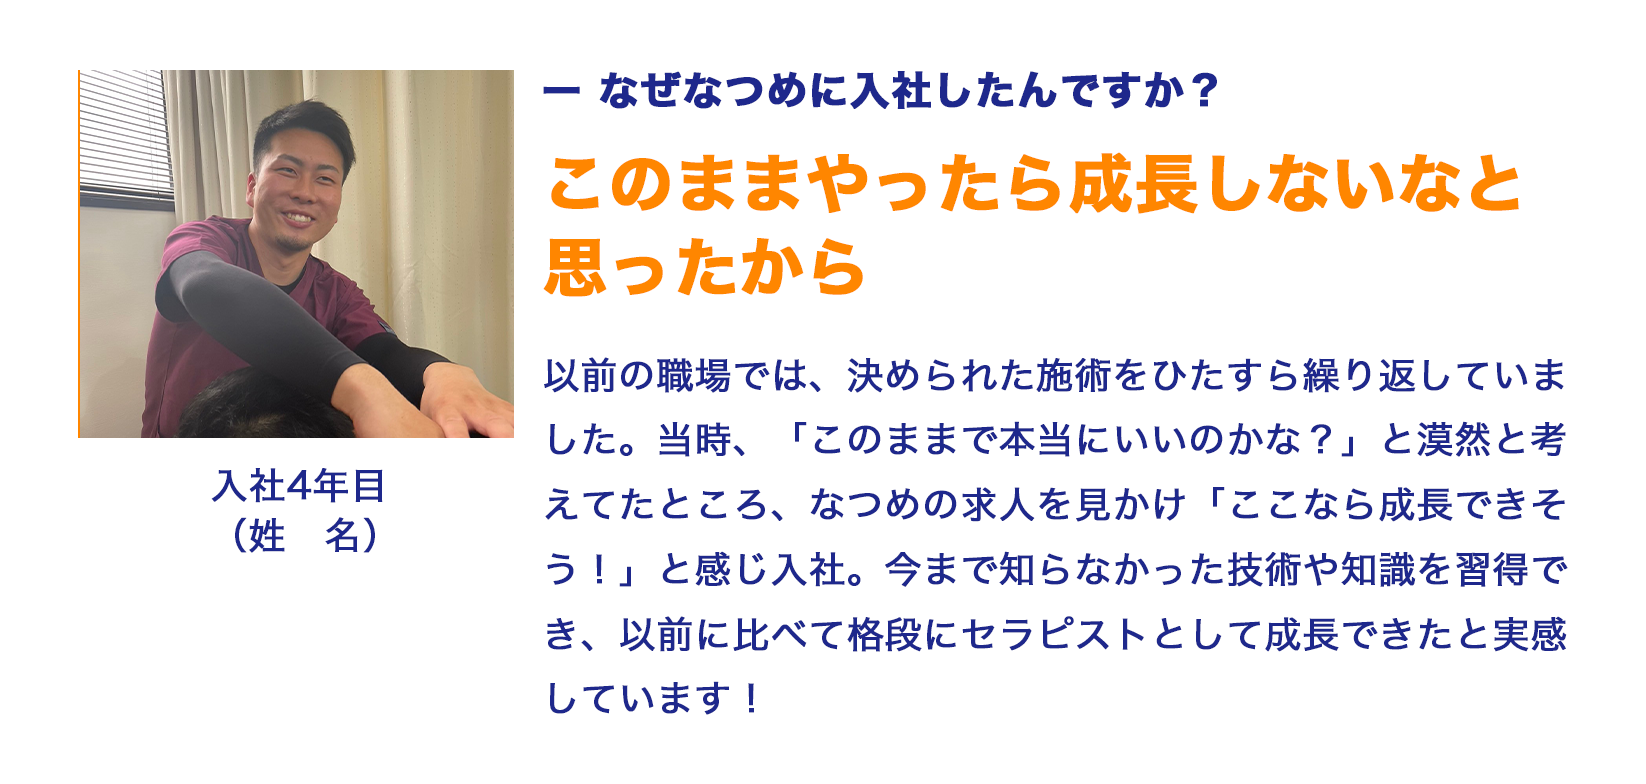 ー なぜなつめに入社したんですか？
このままやったら成長しないなと
思ったから
以前の職場では、決められた施術をひたすら繰り返していま
した。当時、「このままで本当にいいのかな？」と漠然と考
えてたところ、なつめの求人を見かけ「ここなら成長できそ
う！」と感じ入社。今まで知らなかった技術や知識を習得で
き、以前に比べて格段にセラピストとして成長できたと実感
しています！
入社4年目
（姓　名）